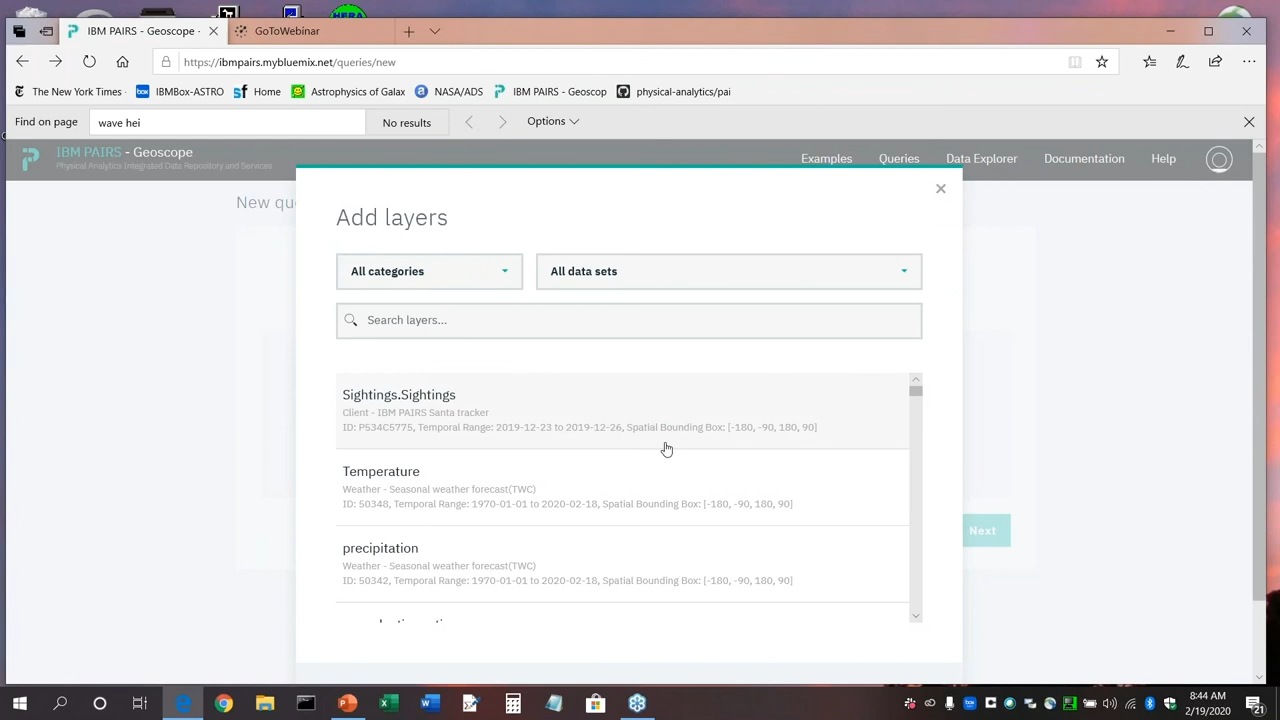 HERA
IBM PAIRS - Geoscope -
GoToWebinar
https://ibmpairs.mybluemix.net/queries/new
The New York Times -
IBMBox-ASTRO
Home
Astrophysics of Galax
NASA/ADS
IBM PAIRS - Geoscop
physical-analytics/pai
Find on page
wave hei
No results
Options
IBM PAIRS - Geoscope
Physical Analytics Integrated Data Repository and Services
Examples
Queries
Data Explorer
Documentation
Help
New qu
Add layers
All categories
All data sets
Search layers...
Sightings.Sightings
Client - IBM PAIRS Santa tracker
ID: P534C5775, Temporal Range: 2019-12-23 to 2019-12-26, Spatial Bounding Box: [-180, -90, 180, 90]
Temperature
Weather - Seasonal weather forecast(TWC)
ID: 50348, Temporal Range: 1970-01-01 to 2020-02-18, Spatial Bounding Box: [-180, -90, 180, 90]
Next
precipitation
Weather - Seasonal weather forecast(TWC)
ID: 50342, Temporal Range: 1970-01-01 to 2020-02-18, Spatial Bounding Box: [-180, -90, 180, 90]
8:44 AM
2/19/2020
21